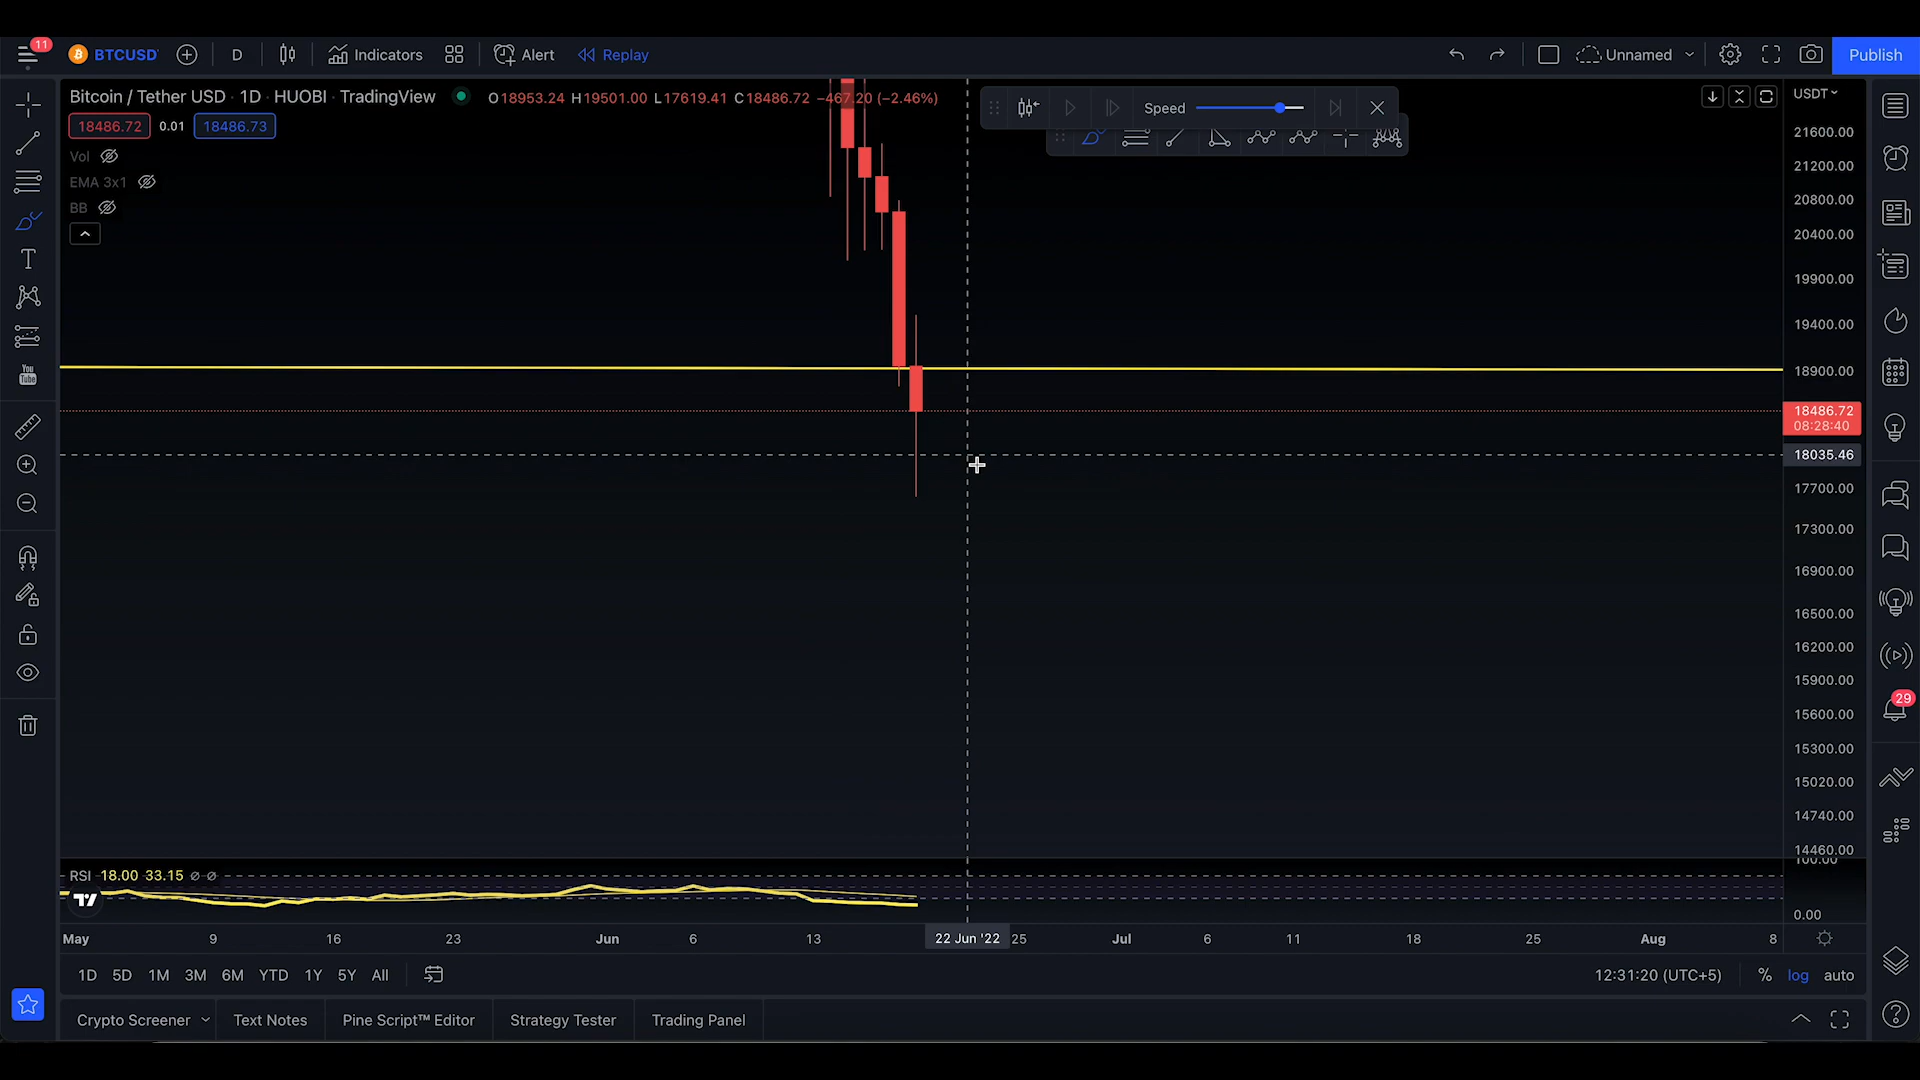 11
BTCUSD D Indicators Alert Replay Unnamed Publish
Bitcoin / Tether USD · 1D · HUOBI · TradingView O18953.24 H19501.00 L17619.41 C18486.72 −467.20 (−2.46%)
Speed
USDT
18486.72 0.01 18486.73
Vol
EMA 3x1
BB
T
You
Tube
21600.00
21200.00
20800.00
20400.00
19900.00
19400.00
18900.00
18486.72
08:28:40
18035.46
17700.00
17300.00
16900.00
16500.00
16200.00
15900.00
15600.00
15300.00
15020.00
14740.00
14460.00
29
RSI 18.00 33.15 ∅ ∅
100.00
0.00
May 9 16 23 Jun 6 13 22 Jun '22 25 Jul 6 11 18 25 Aug 8
1D 5D 1M 3M 6M YTD 1Y 5Y All 12:31:20 (UTC+5) % log auto
Crypto Screener Text Notes Pine Script™ Editor Strategy Tester Trading Panel